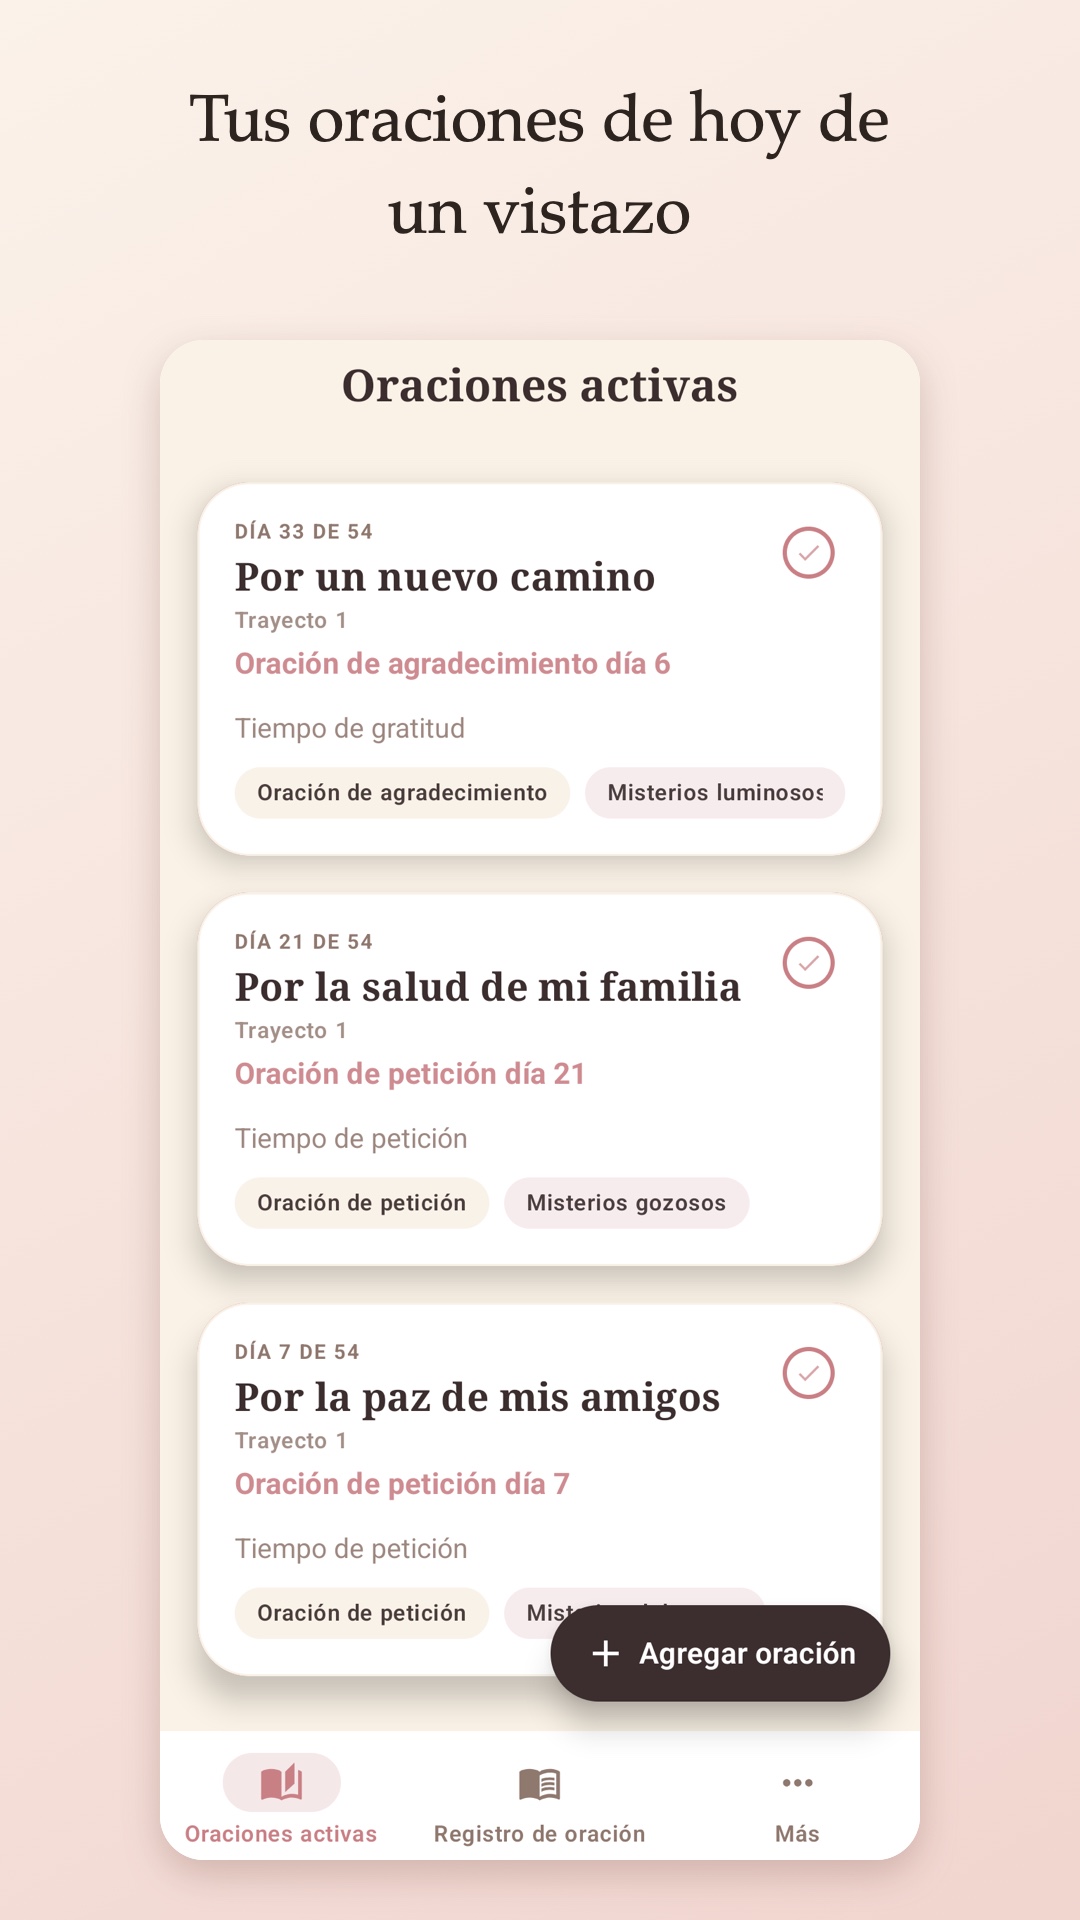 Tus oraciones de hoy de
un vistazo
Oraciones activas
DÍA 33 DE 54
Por un nuevo camino
Trayecto 1
Oración de agradecimiento día 6
Tiempo de gratitud
Oración de agradecimiento Misterios luminosos
DÍA 21 DE 54
Por la salud de mi familia
Trayecto 1
Oración de petición día 21
Tiempo de petición
Oración de petición Misterios gozosos
DÍA 7 DE 54
Por la paz de mis amigos
Trayecto 1
Oración de petición día 7
Tiempo de petición
Oración de petición
Agregar oración
Oraciones activas Registro de oración Más